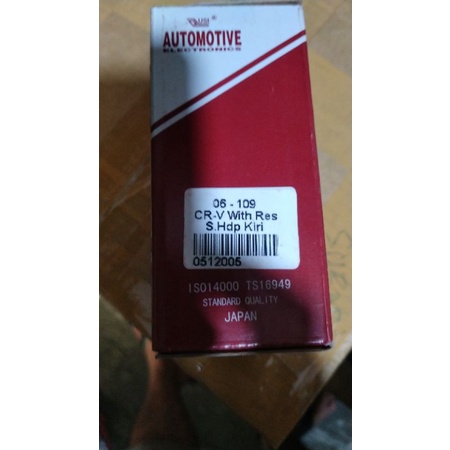 AUTOMOTIVE
ELECTRONICS
06 - 109
CR-V With Res
S.Hdp Kiri
0512005
ISO14000 TS16949
STANDARD QUALITY
JAPAN